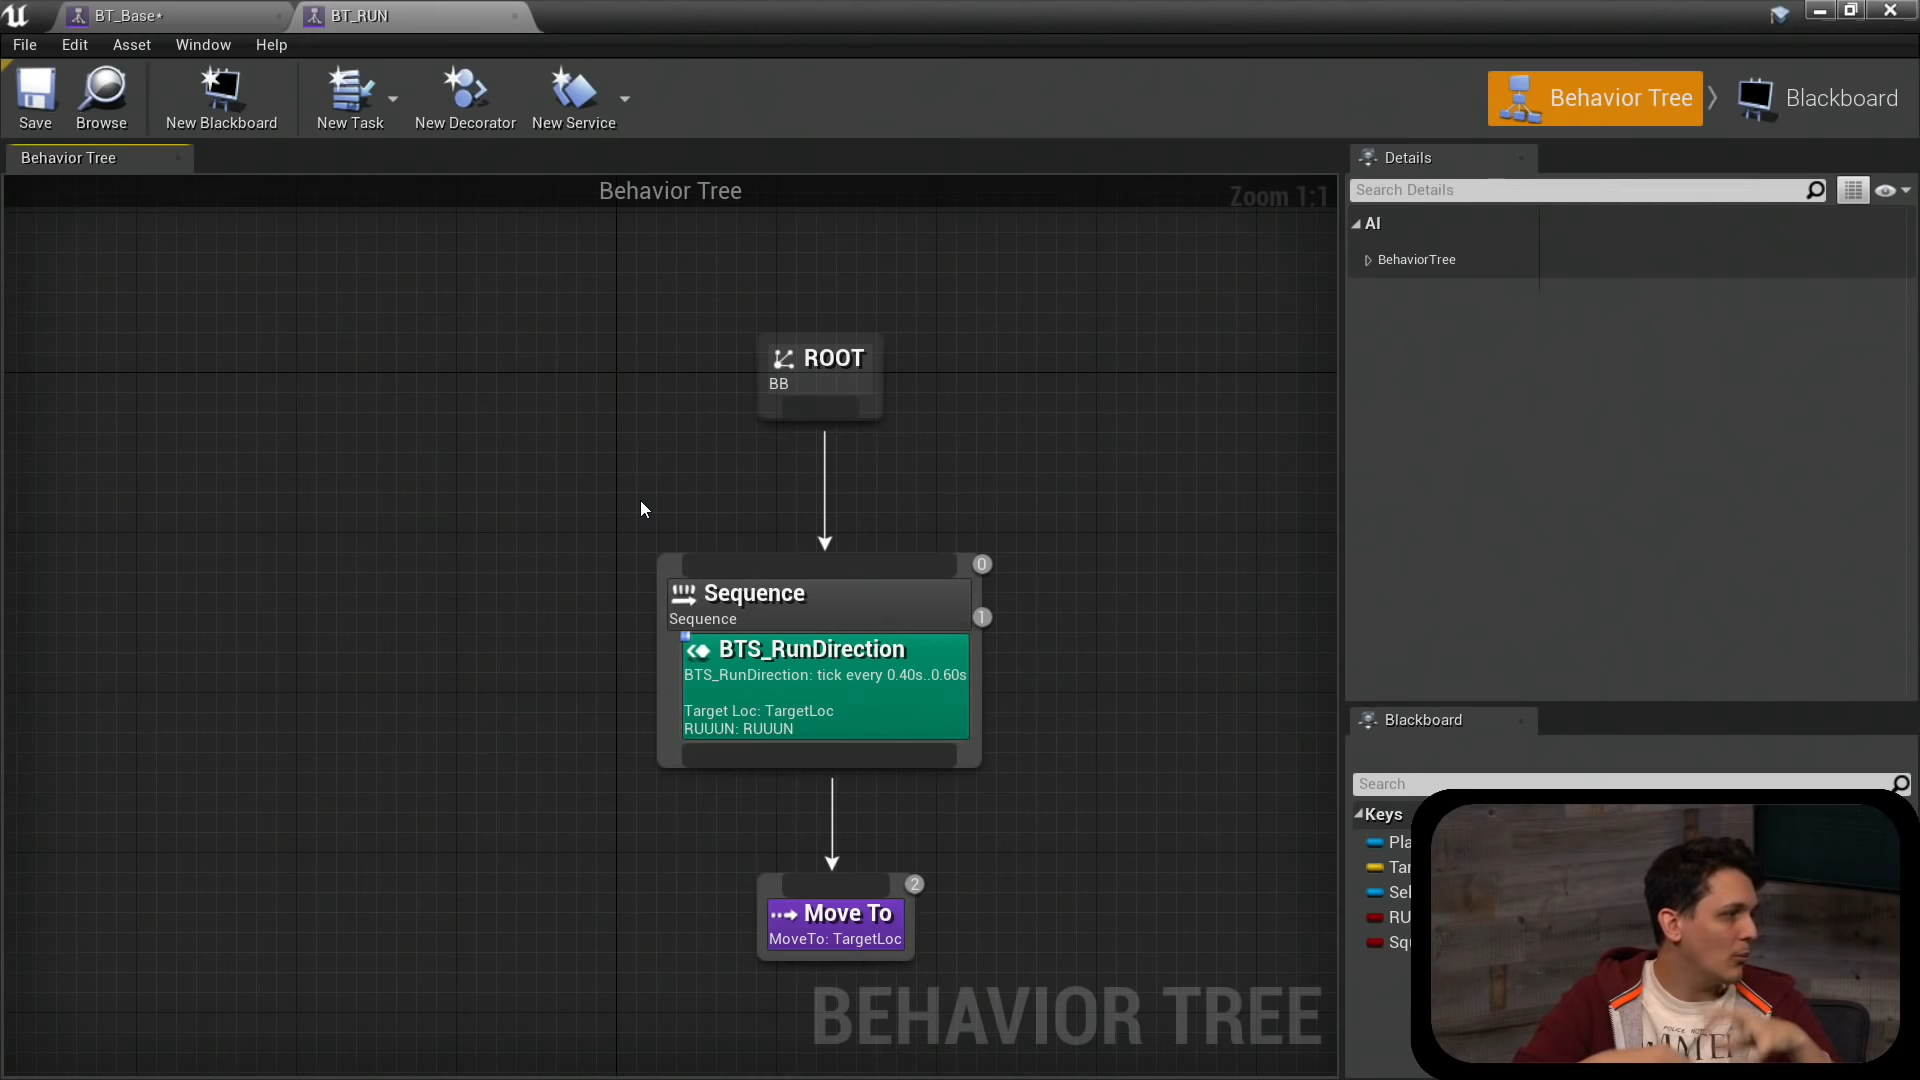 BT_Base*
BT_RUN
File Edit Asset Window Help
Save
Browse
New Blackboard
New Task
New Decorator
New Service
Behavior Tree
Blackboard
Behavior Tree
Behavior Tree
Zoom 1:1
ROOT
BB
0
Sequence
Sequence
1
BTS_RunDirection
BTS_RunDirection: tick every 0.40s..0.60s
Target Loc: TargetLoc
RUUUN: RUUUN
2
Move To
MoveTo: TargetLoc
BEHAVIOR TREE
Details
Search Details
AI
BehaviorTree
Blackboard
Search
Keys
Pla
Tar
Sel
RU
Squ
POLICE NOT